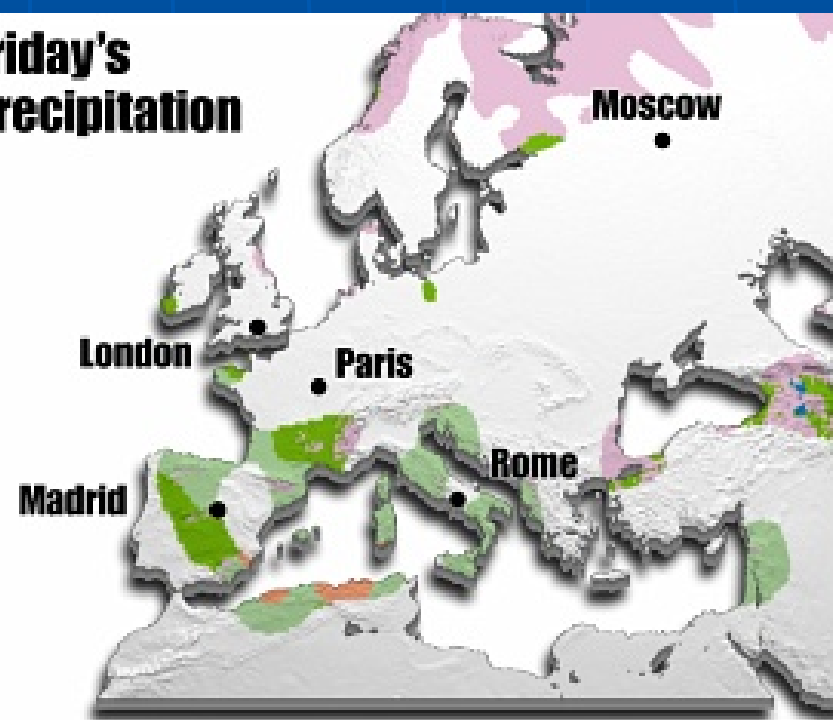 riday's
recipitation
Moscow
London
Paris
Rome
Madrid